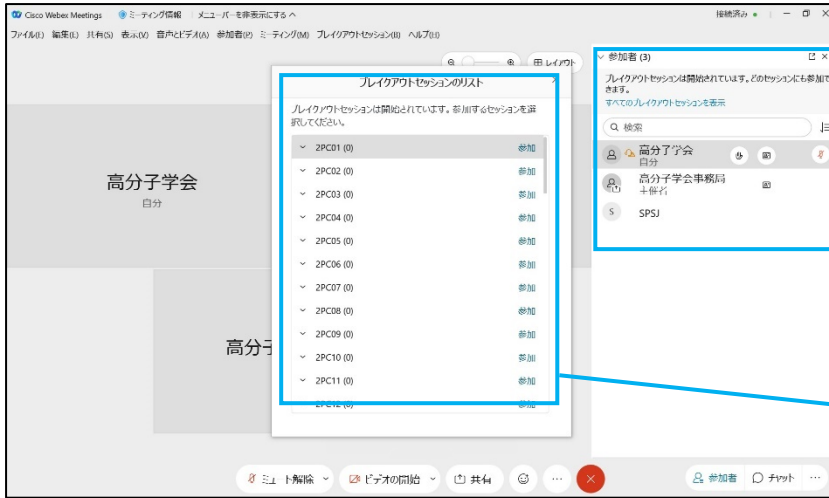 Cisco Webex Meetings ミーティング情報 メニューバーを非表示にする へ 接続済み
ファイル(F) 編集(E) 共有(S) 表示(V) 音声とビデオ(A) 参加者(P) ミーティング(M) ブレイクアウトセッション(B) ヘルプ(H)
レイアウト
ブレイクアウトセッションのリスト
ブレイクアウトセッションは開始されています。参加するセッションを選
択してください。
2PC01 (0) 参加
2PC02 (0) 参加
2PC03 (0) 参加
2PC04 (0) 参加
2PC05 (0) 参加
2PC06 (0) 参加
2PC07 (0) 参加
2PC08 (0) 参加
2PC09 (0) 参加
2PC10 (0) 参加
2PC11 (0) 参加
2PC12 (0) 参加
高分子学会
自分
高分子
参加者 (3)
ブレイクアウトセッションは開始されています。どのセッションにも参加で
きます。
すべてのブレイクアウトセッションを表示
検索
高分子学会
自分
高分子学会事務局
主催者
S SPSJ
ミュート解除 ビデオの開始 共有 参加者 チャット